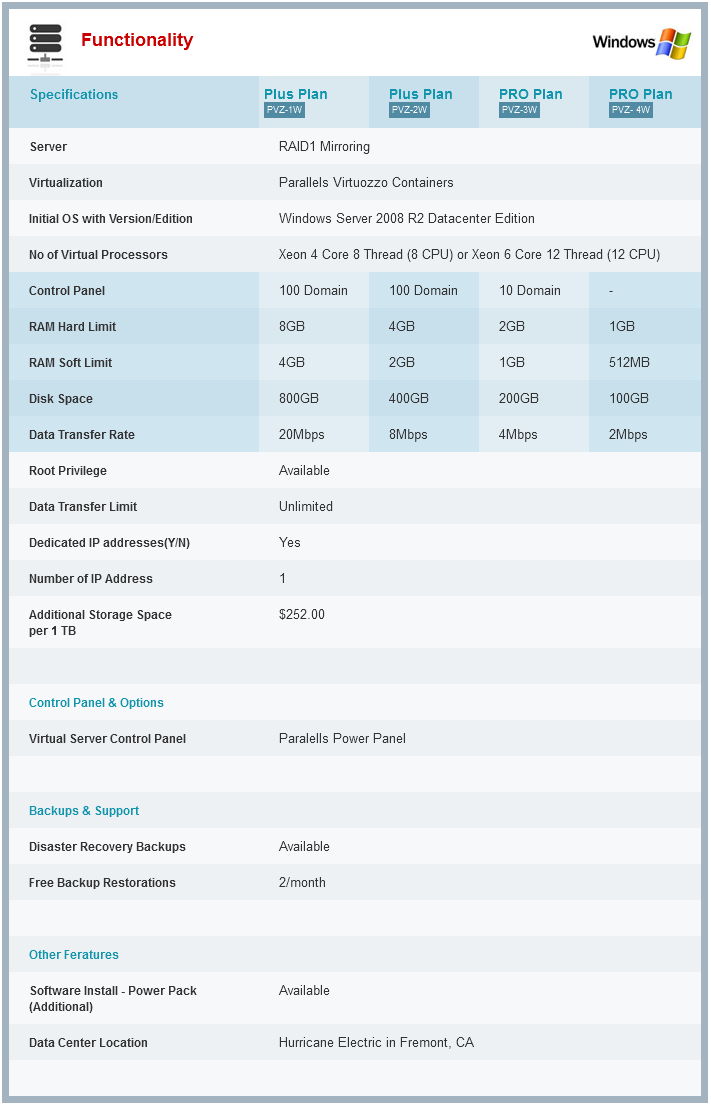 Functionality
Windows
Specifications Plus Plan Plus Plan PRO Plan PRO Plan
PVZ-1W PVZ-2W PVZ-3W PVZ- 4W
Server RAID1 Mirroring
Virtualization Parallels Virtuozzo Containers
Initial OS with Version/Edition Windows Server 2008 R2 Datacenter Edition
No of Virtual Processors Xeon 4 Core 8 Thread (8 CPU) or Xeon 6 Core 12 Thread (12 CPU)
Control Panel 100 Domain 100 Domain 10 Domain -
RAM Hard Limit 8GB 4GB 2GB 1GB
RAM Soft Limit 4GB 2GB 1GB 512MB
Disk Space 800GB 400GB 200GB 100GB
Data Transfer Rate 20Mbps 8Mbps 4Mbps 2Mbps
Root Privilege Available
Data Transfer Limit Unlimited
Dedicated IP addresses(Y/N) Yes
Number of IP Address 1
Additional Storage Space $252.00
per 1 TB
Control Panel & Options
Virtual Server Control Panel Paralells Power Panel
Backups & Support
Disaster Recovery Backups Available
Free Backup Restorations 2/month
Other Feratures
Software Install - Power Pack Available
(Additional)
Data Center Location Hurricane Electric in Fremont, CA